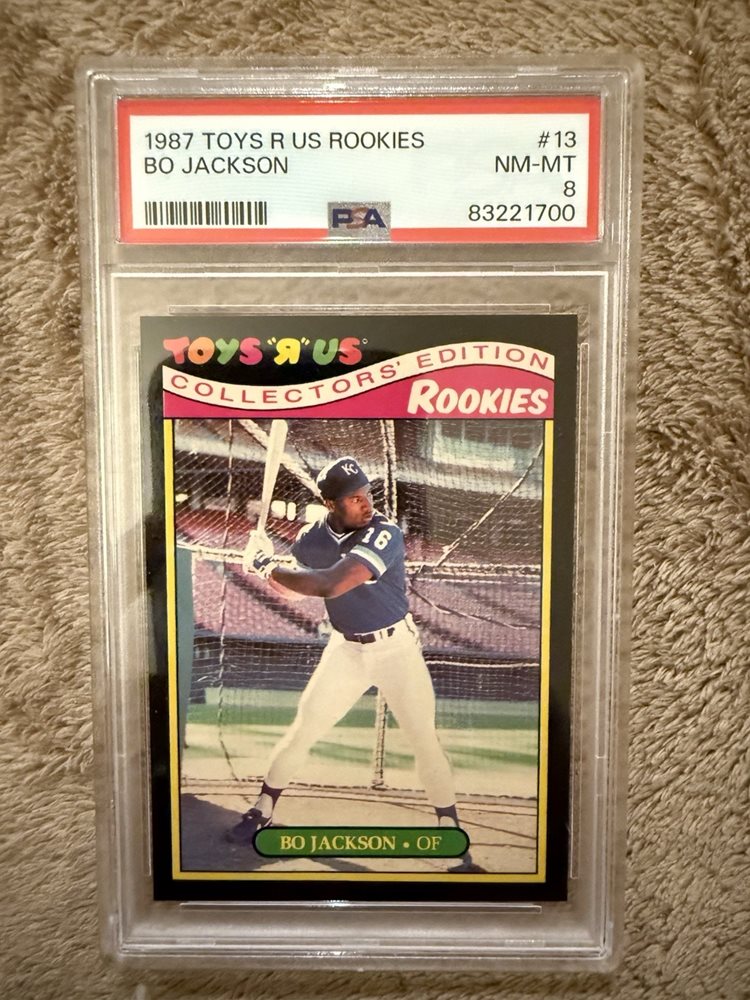 1987 TOYS R US ROOKIES #13
BO JACKSON NM-MT
8
PSA 83221700
TOYS "Я" US
COLLECTORS' EDITION
ROOKIES
KC
16
BO JACKSON • OF